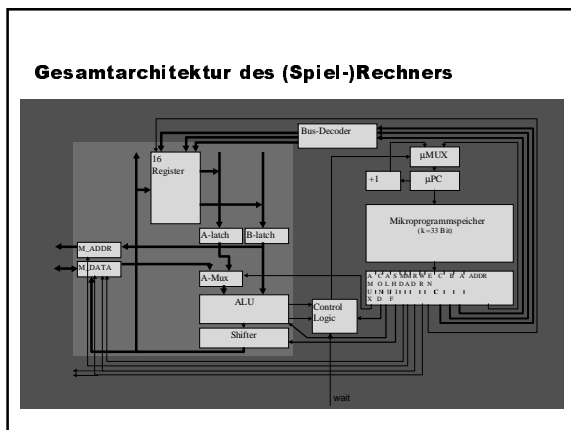 Gesamtarchitektur des (Spiel-)Rechners
Bus-Decoder
16
Register
µMUX
+1
µPC
Mikroprogrammspeicher
(k=33 Bit)
A-latch
B-latch
M_ADDR
M_DATA
A-Mux
ALU
Shifter
Control
Logic
A C A S M M R W E C B A ADDR
M O L H D A D R N
U N U I C
X D F
wait